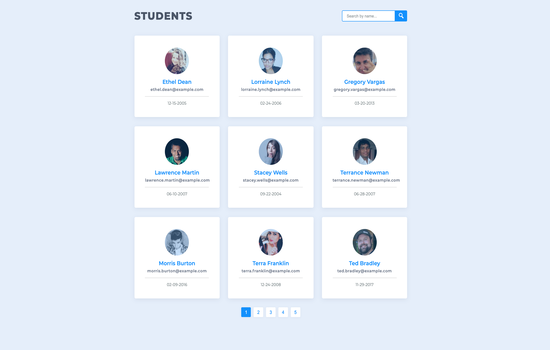 STUDENTS
Search by name...
Ethel Dean
ethel.dean@example.com
12-15-2005
Lorraine Lynch
lorraine.lynch@example.com
02-24-2006
Gregory Vargas
gregory.vargas@example.com
03-20-2013
Lawrence Martin
lawrence.martin@example.com
06-10-2007
Stacey Wells
stacey.wells@example.com
09-22-2004
Terrance Newman
terrance.newman@example.com
06-28-2007
Morris Burton
morris.burton@example.com
02-09-2016
Terra Franklin
terra.franklin@example.com
12-24-2008
Ted Bradley
ted.bradley@example.com
11-29-2017
1 2 3 4 5